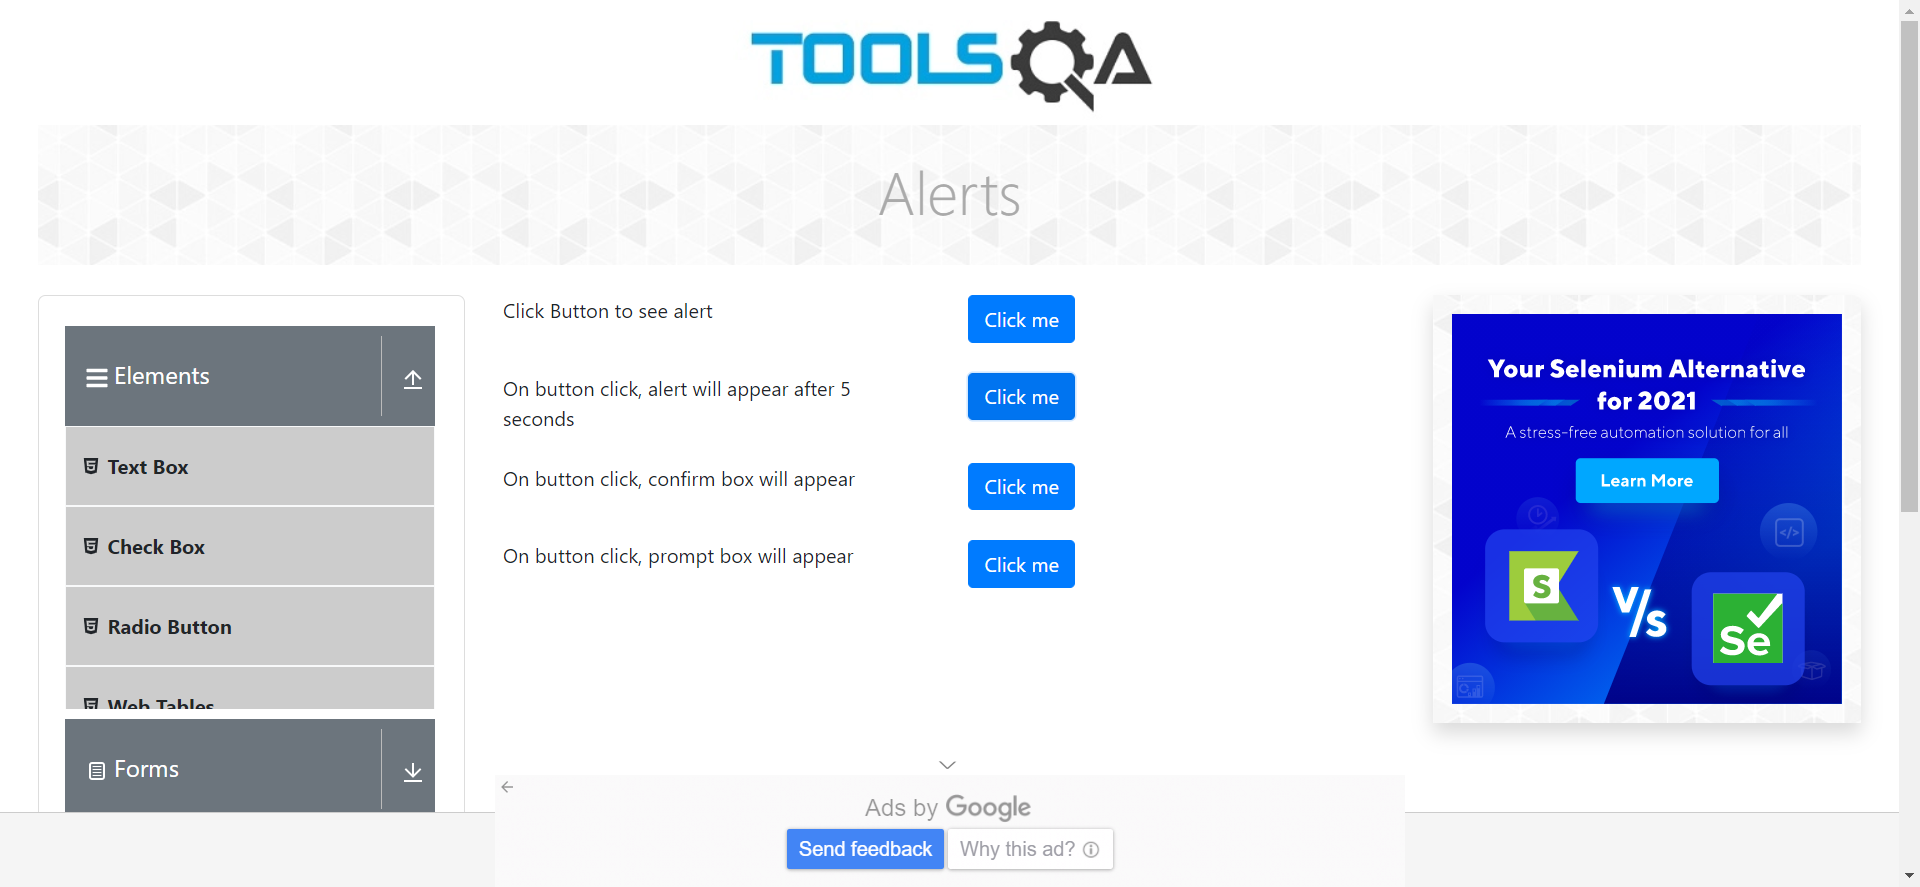 TOOLSQA
Alerts
Elements
Text Box
Check Box
Radio Button
Web Tables
Forms
Click Button to see alert
Click me
On button click, alert will appear after 5
seconds
Click me
On button click, confirm box will appear
Click me
On button click, prompt box will appear
Click me
Your Selenium Alternative
for 2021
A stress-free automation solution for all
Learn More
</>
S
V/s
Se
Ads by Google
Send feedback
Why this ad?